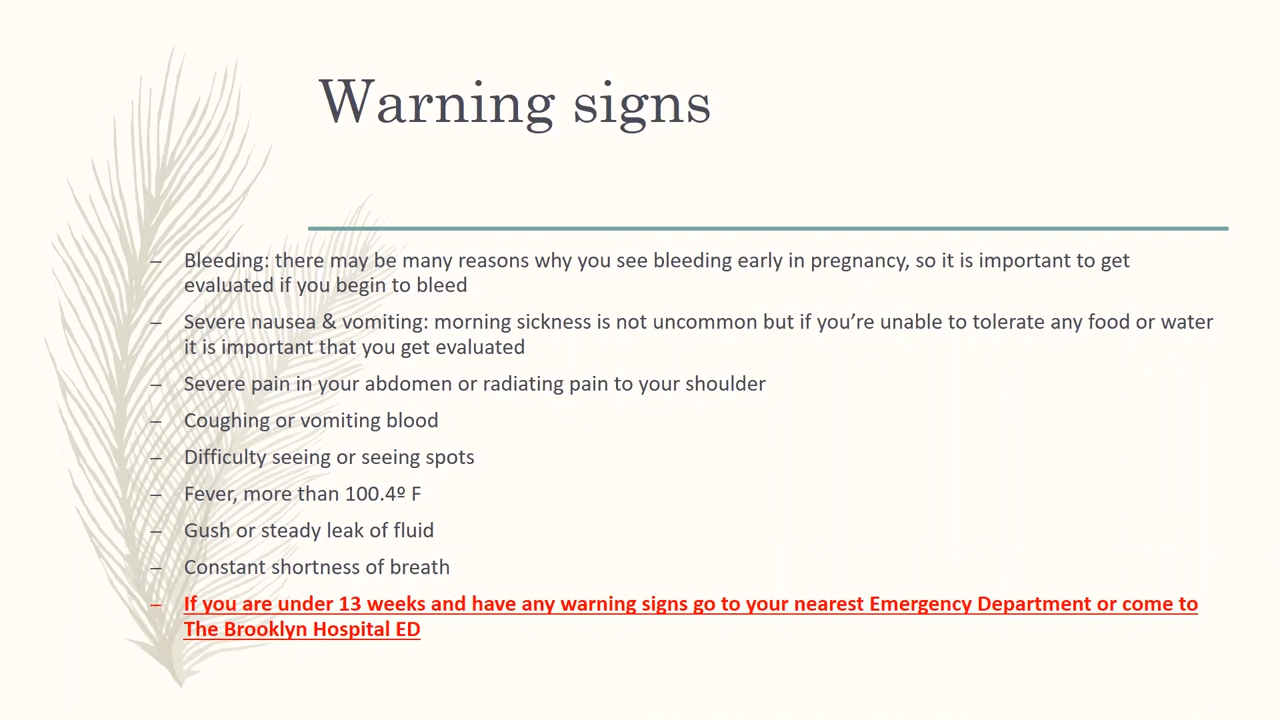 Warning signs
– Bleeding: there may be many reasons why you see bleeding early in pregnancy, so it is important to get
evaluated if you begin to bleed
– Severe nausea & vomiting: morning sickness is not uncommon but if you’re unable to tolerate any food or water
it is important that you get evaluated
– Severe pain in your abdomen or radiating pain to your shoulder
– Coughing or vomiting blood
– Difficulty seeing or seeing spots
– Fever, more than 100.4º F
– Gush or steady leak of fluid
– Constant shortness of breath
– If you are under 13 weeks and have any warning signs go to your nearest Emergency Department or come to
The Brooklyn Hospital ED